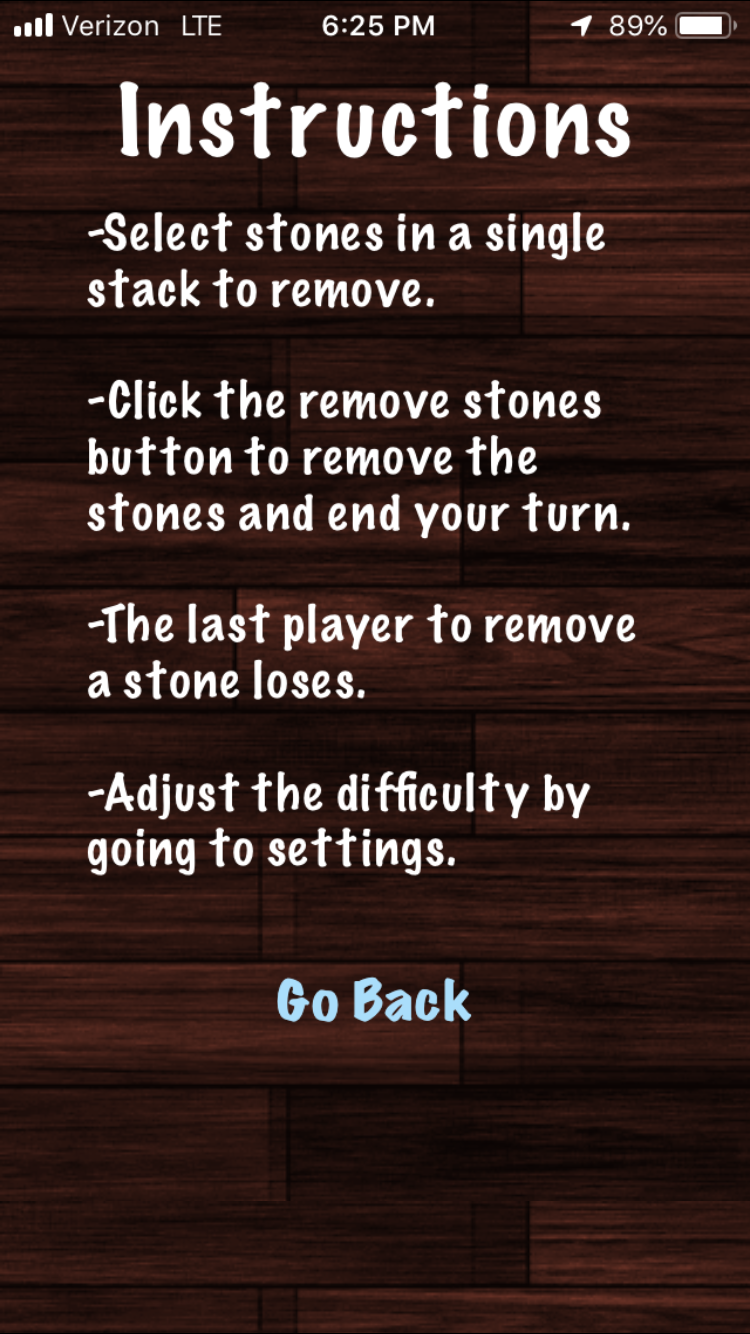 Verizon LTE 6:25 PM 89%
Instructions
-Select stones in a single
stack to remove.
-Click the remove stones
button to remove the
stones and end your turn.
-The last player to remove
a stone loses.
-Adjust the difficulty by
going to settings.
Go Back